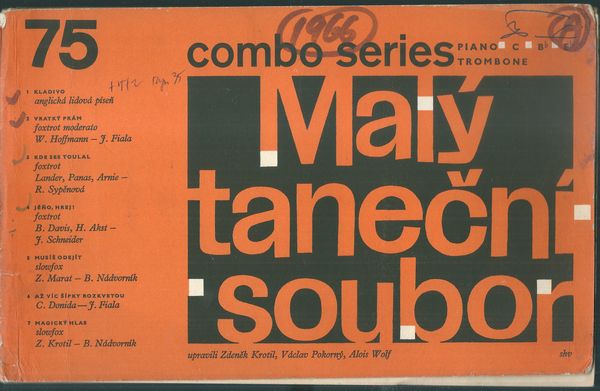 75
1966
combo series
PIANO C B E♭
TROMBONE
Malý
taneční
soubor
1 KLADIVO
anglická lidová píseň
2 VRATKÝ PRÁM
foxtrot moderato
W. Hoffmann – J. Fiala
3 KDE SES TOULAL
foxtrot
Lander, Panas, Arnie –
R. Sypěnová
4 JÉŇO, HREJ!
foxtrot
B. Davis, H. Akst –
J. Schneider
5 MUSÍŠ ODEJÍT
slowfox
Z. Marat – B. Nádvorník
6 AŽ VÍC ŠÍPKY ROZKVETOU
C. Donida – J. Fiala
7 MAGICKÝ HLAS
slowfox
Z. Krotil – B. Nádvorník
upravili Zdeněk Krotil, Václav Pokorný, Alois Wolf
shv